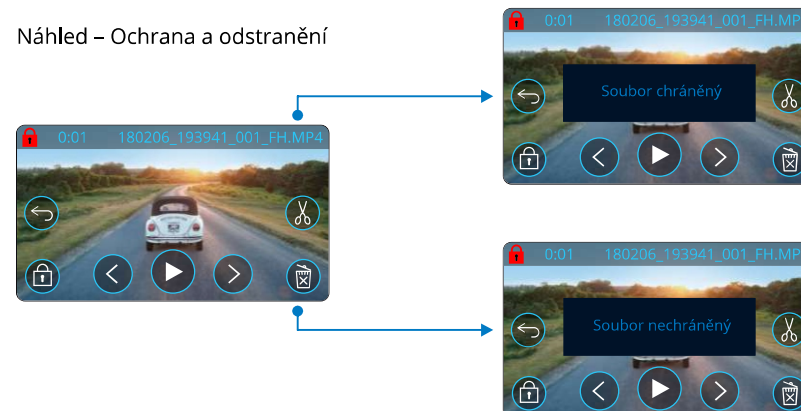 Náhled – Ochrana a odstranění
0:01 180206_193941_001_FH.MP4
0:01 180206_193941_001_FH.MP
Soubor chráněný
0:01 180206_193941_001_FH.MP
Soubor nechráněný